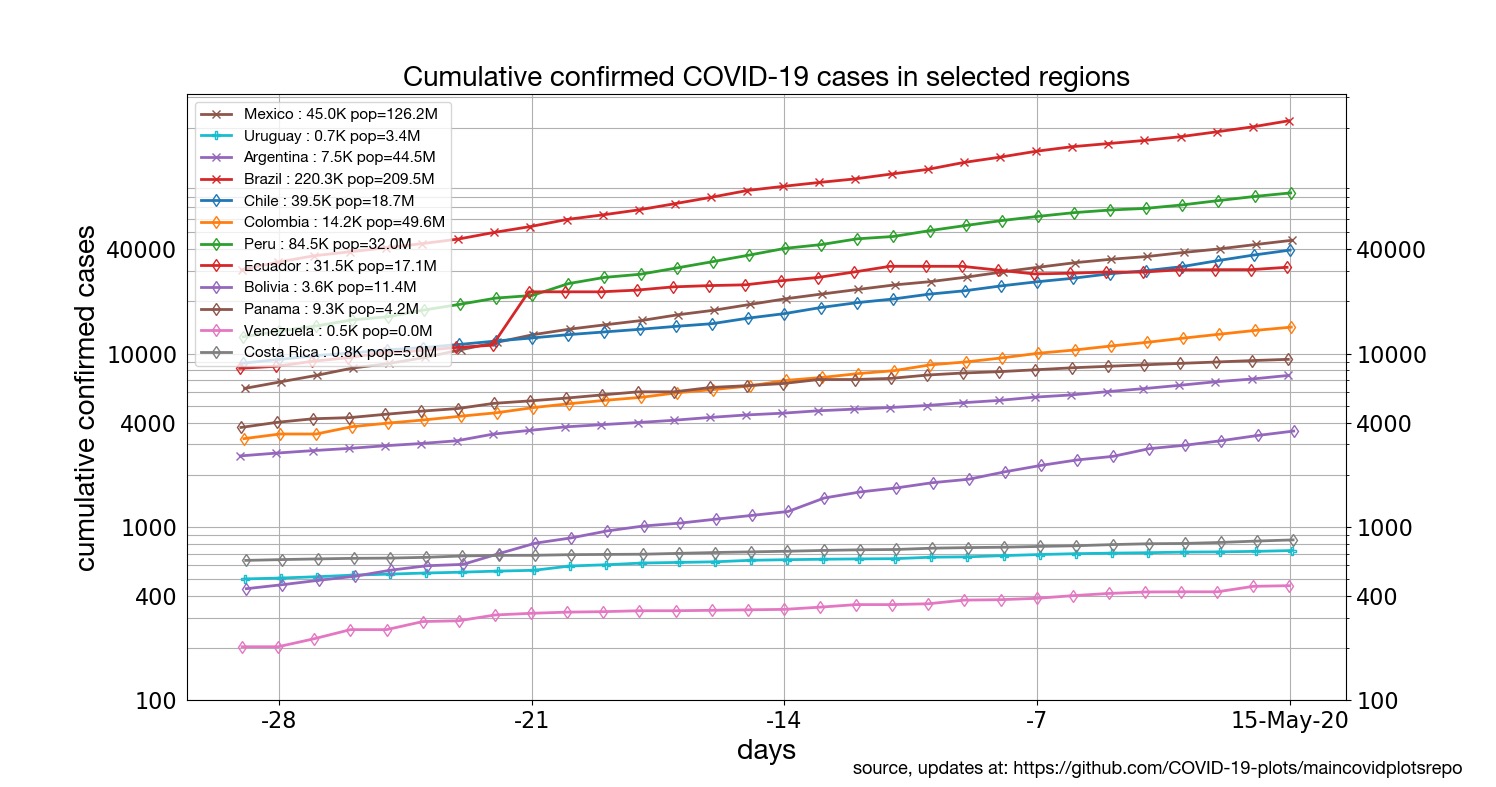 Cumulative confirmed COVID-19 cases in selected regions
Mexico : 45.0K pop=126.2M
Uruguay : 0.7K pop=3.4M
Argentina : 7.5K pop=44.5M
Brazil : 220.3K pop=209.5M
Chile : 39.5K pop=18.7M
Colombia : 14.2K pop=49.6M
Peru : 84.5K pop=32.0M
Ecuador : 31.5K pop=17.1M
Bolivia : 3.6K pop=11.4M
Panama : 9.3K pop=4.2M
Venezuela : 0.5K pop=0.0M
Costa Rica : 0.8K pop=5.0M
cumulative confirmed cases
40000
10000
4000
1000
400
100
40000
10000
4000
1000
400
100
-28 -21 -14 -7 15-May-20
days
source, updates at: https://github.com/COVID-19-plots/maincovidplotsrepo